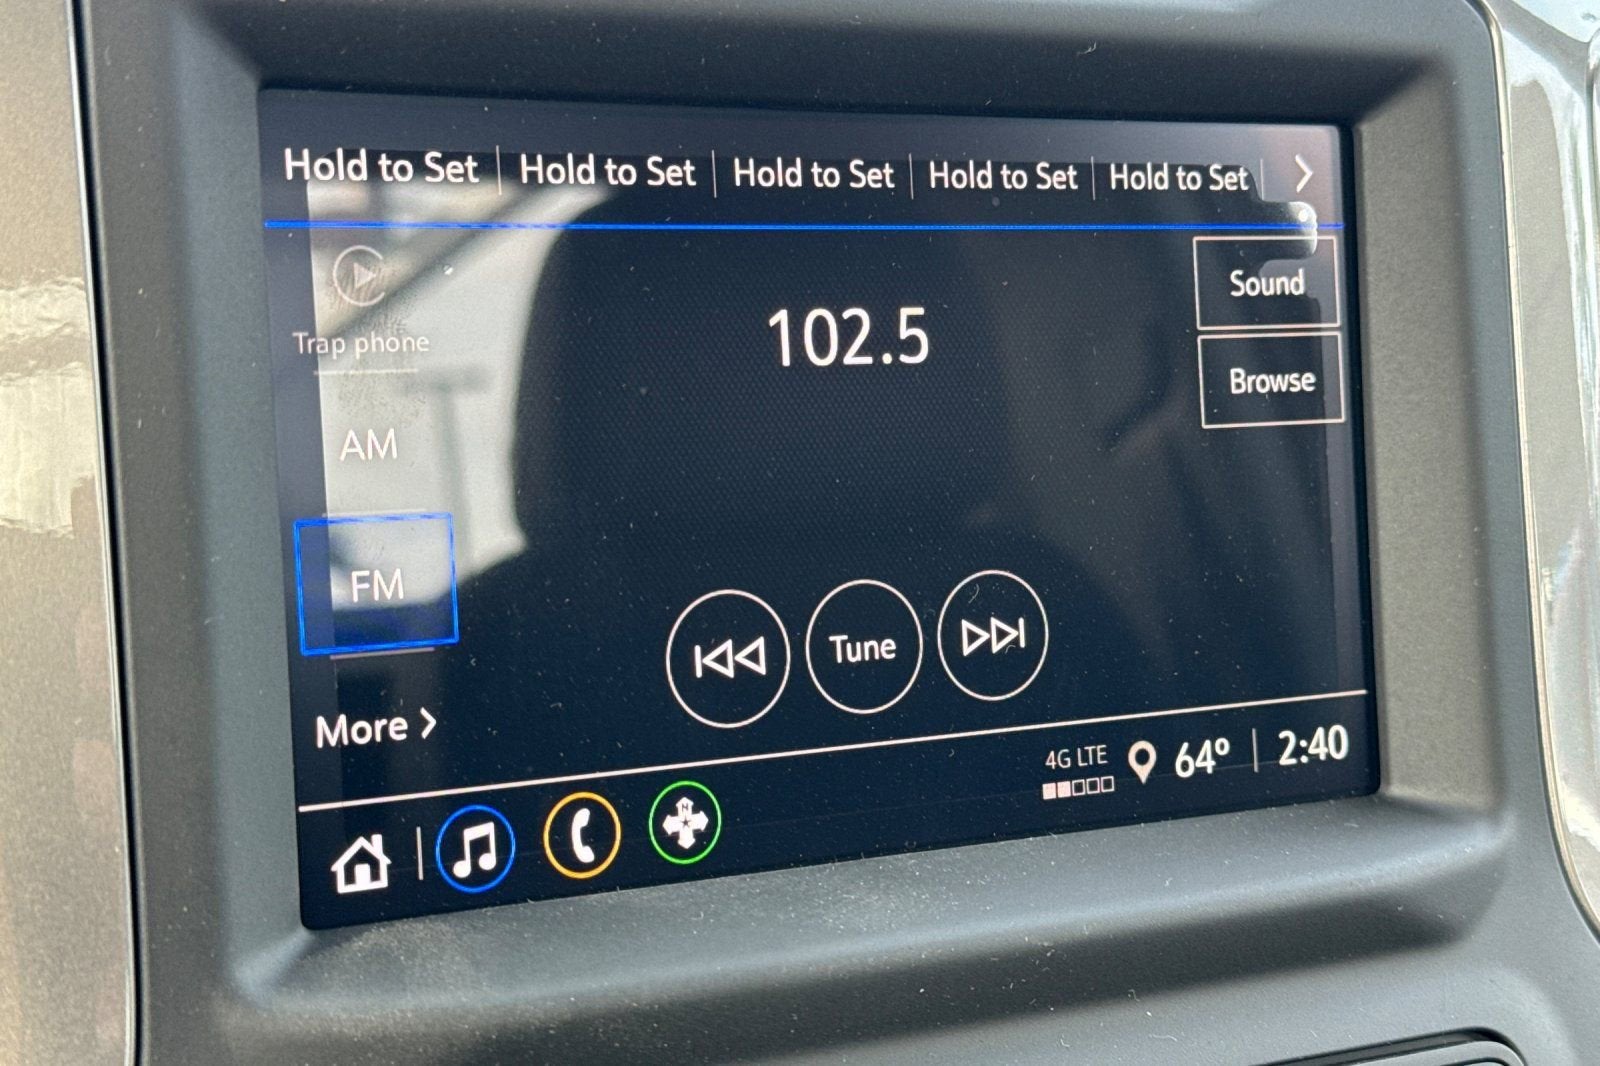 Hold to Set Hold to Set Hold to Set Hold to Set Hold to Set
Sound
Trap phone
102.5
Browse
AM
FM
Tune
More
4G LTE 64° 2:40
N